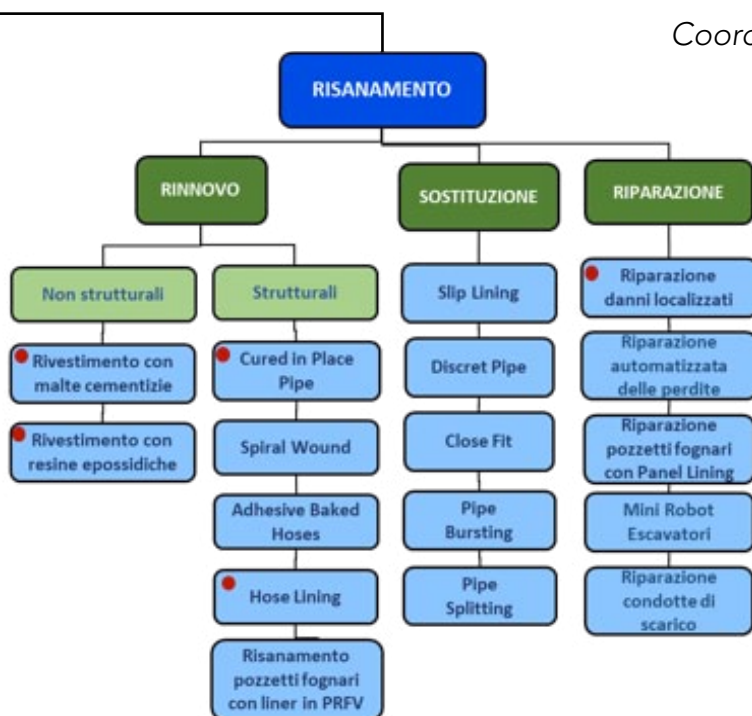 Coord
RISANAMENTO
RINNOVO
SOSTITUZIONE
RIPARAZIONE
Non strutturali
Strutturali
Rivestimento con
malte cementizie
Rivestimento con
resine epossidiche
Cured in Place
Pipe
Spiral Wound
Adhesive Baked
Hoses
Hose Lining
Risanamento
pozzetti fognari
con liner in PRFV
Slip Lining
Discret Pipe
Close Fit
Pipe
Bursting
Pipe
Splitting
Riparazione
danni localizzati
Riparazione
automatizzata
delle perdite
Riparazione
pozzetti fognari
con Panel Lining
Mini Robot
Escavatori
Riparazione
condotte di
scarico